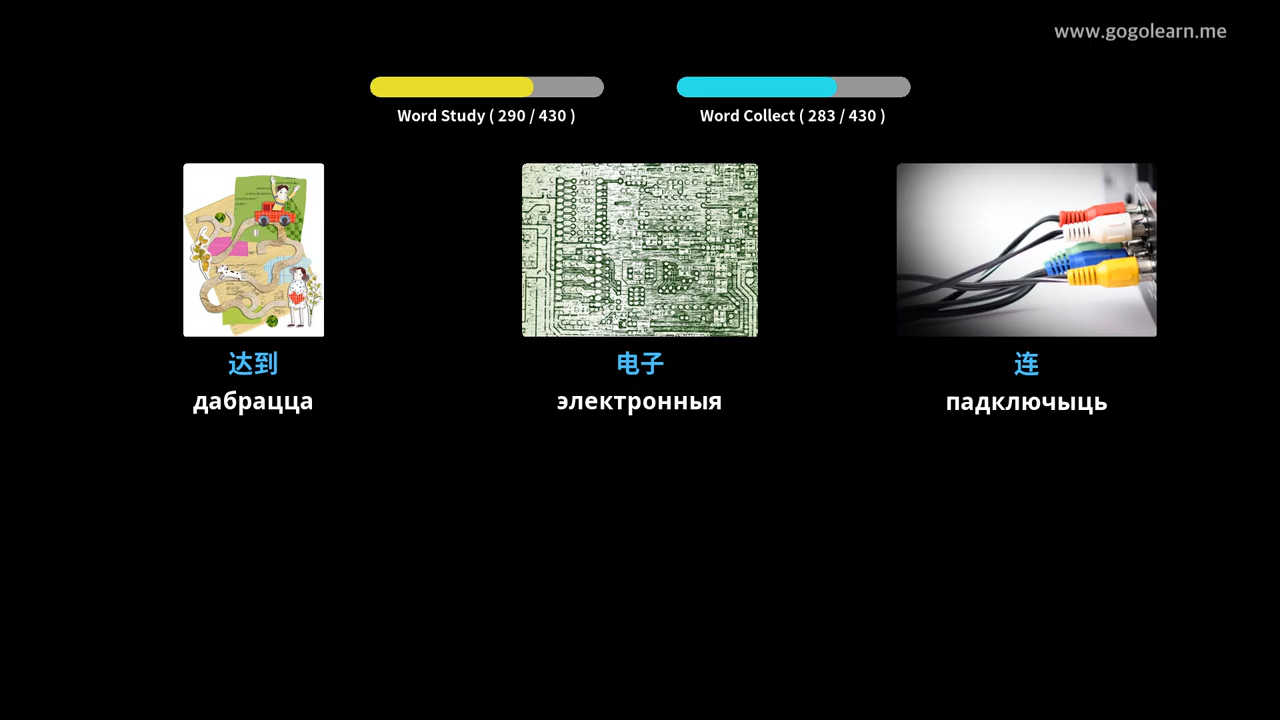 www.gogolearn.me
Word Study ( 290 / 430 )
Word Collect ( 283 / 430 )
达到
电子
连
дабрацца
электронныя
падключыць